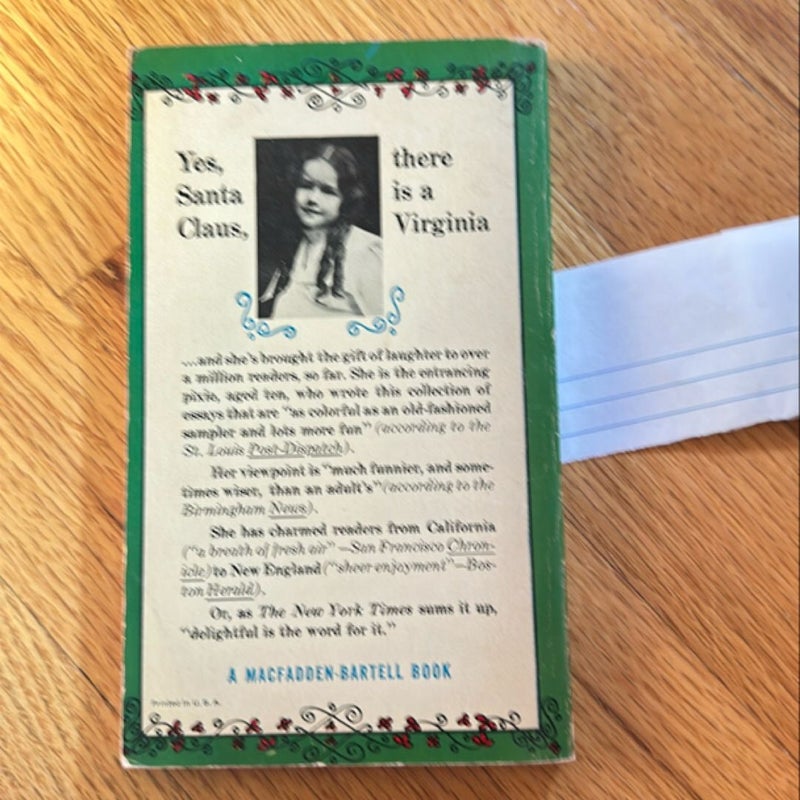 Yes,
Santa
Claus,
there
is a
Virginia
...and she's brought the gift of laughter to over
a million readers, so far. She is the entrancing
pixie, aged ten, who wrote this collection of
essays that are "as colorful as an old-fashioned
sampler and lots more fun" (according to the
St. Louis Post-Dispatch).
Her viewpoint is "much funnier, and some-
times wiser, than an adult's" (according to the
Birmingham News).
She has charmed readers from California
("a breath of fresh air"—San Francisco Chron-
icle) to New England ("sheer enjoyment"—Bos-
ton Herald).
Or, as The New York Times sums it up,
"delightful is the word for it."
A MACFADDEN-BARTELL BOOK
Printed in U. S. A.